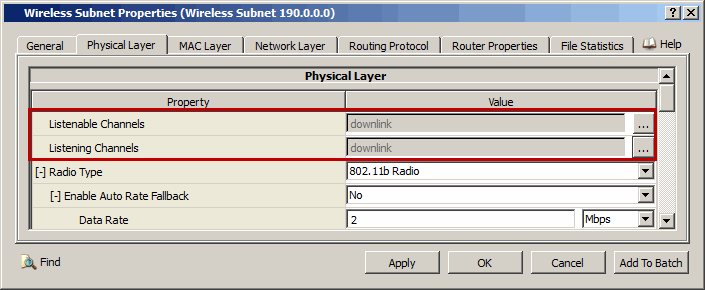 Wireless Subnet Properties (Wireless Subnet 190.0.0.0)
General Physical Layer MAC Layer Network Layer Routing Protocol Router Properties File Statistics Help
Physical Layer
Property Value
Listenable Channels downlink ...
Listening Channels downlink ...
[-] Radio Type 802.11b Radio
[-] Enable Auto Rate Fallback No
Data Rate 2 Mbps
Find Apply OK Cancel Add To Batch